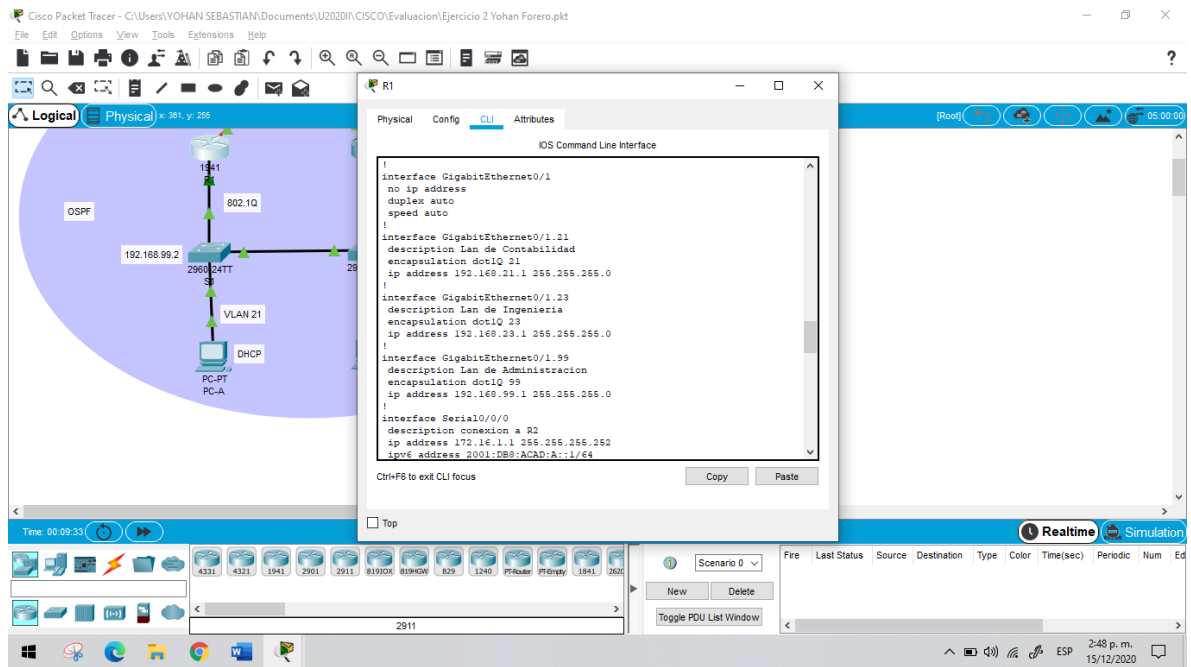 Cisco Packet Tracer - C:\Users\YOHAN SEBASTIAN\Documents\U2020II\CISCO\Evaluacion\Ejercicio 2 Yohan Forero.pkt
File Edit Options View Tools Extensions Help
?
Logical Physical x: 361, y: 255
[Root] 05:00:00
1941
R1
802.1Q
OSPF
192.168.99.2
2960-24TT
S1
29
VLAN 21
DHCP
PC-PT
PC-A
R1
Physical Config CLI Attributes
IOS Command Line Interface
!
interface GigabitEthernet0/1
no ip address
duplex auto
speed auto
!
interface GigabitEthernet0/1.21
description Lan de Contabilidad
encapsulation dot1Q 21
ip address 192.168.21.1 255.255.255.0
!
interface GigabitEthernet0/1.23
description Lan de Ingenieria
encapsulation dot1Q 23
ip address 192.168.23.1 255.255.255.0
!
interface GigabitEthernet0/1.99
description Lan de Administracion
encapsulation dot1Q 99
ip address 192.168.99.1 255.255.255.0
!
interface Serial0/0/0
description conexion a R2
ip address 172.16.1.1 255.255.255.252
ipv6 address 2001:DB8:ACAD:A::1/64
Ctrl+F6 to exit CLI focus
Copy Paste
Top
Time: 00:09:33
Realtime Simulation
4331 4321 1941 2901 2911 819IOX 819HGW 829 1240 PT-Router PT-Empty 1841 262C
2911
Scenario 0
New Delete
Toggle PDU List Window
Fire Last Status Source Destination Type Color Time(sec) Periodic Num Ed
ESP
2:48 p. m.
15/12/2020